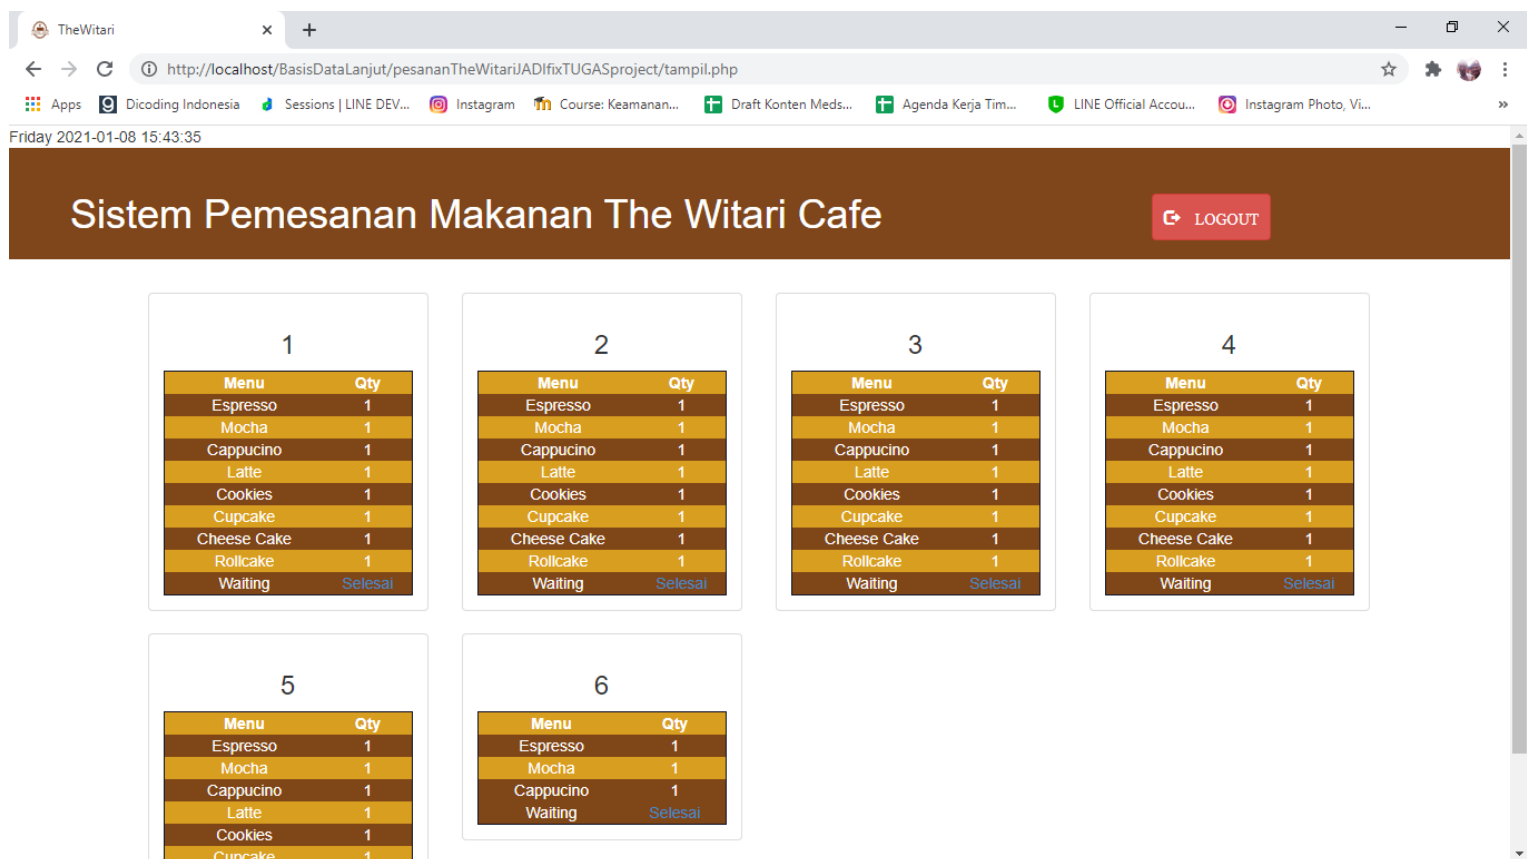 TheWitari
http://localhost/BasisDataLanjut/pesananTheWitariJADIfixTUGASproject/tampil.php
Apps Dicoding Indonesia Sessions | LINE DEV... Instagram Course: Keamanan... Draft Konten Meds... Agenda Kerja Tim... LINE Official Accou... Instagram Photo, Vi...
Friday 2021-01-08 15:43:35
Sistem Pemesanan Makanan The Witari Cafe
LOGOUT
1
Menu Qty
Espresso 1
Mocha 1
Cappucino 1
Latte 1
Cookies 1
Cupcake 1
Cheese Cake 1
Rollcake 1
Waiting Selesai
2
Menu Qty
Espresso 1
Mocha 1
Cappucino 1
Latte 1
Cookies 1
Cupcake 1
Cheese Cake 1
Rollcake 1
Waiting Selesai
3
Menu Qty
Espresso 1
Mocha 1
Cappucino 1
Latte 1
Cookies 1
Cupcake 1
Cheese Cake 1
Rollcake 1
Waiting Selesai
4
Menu Qty
Espresso 1
Mocha 1
Cappucino 1
Latte 1
Cookies 1
Cupcake 1
Cheese Cake 1
Rollcake 1
Waiting Selesai
5
Menu Qty
Espresso 1
Mocha 1
Cappucino 1
Latte 1
Cookies 1
Cupcake 1
6
Menu Qty
Espresso 1
Mocha 1
Cappucino 1
Waiting Selesai